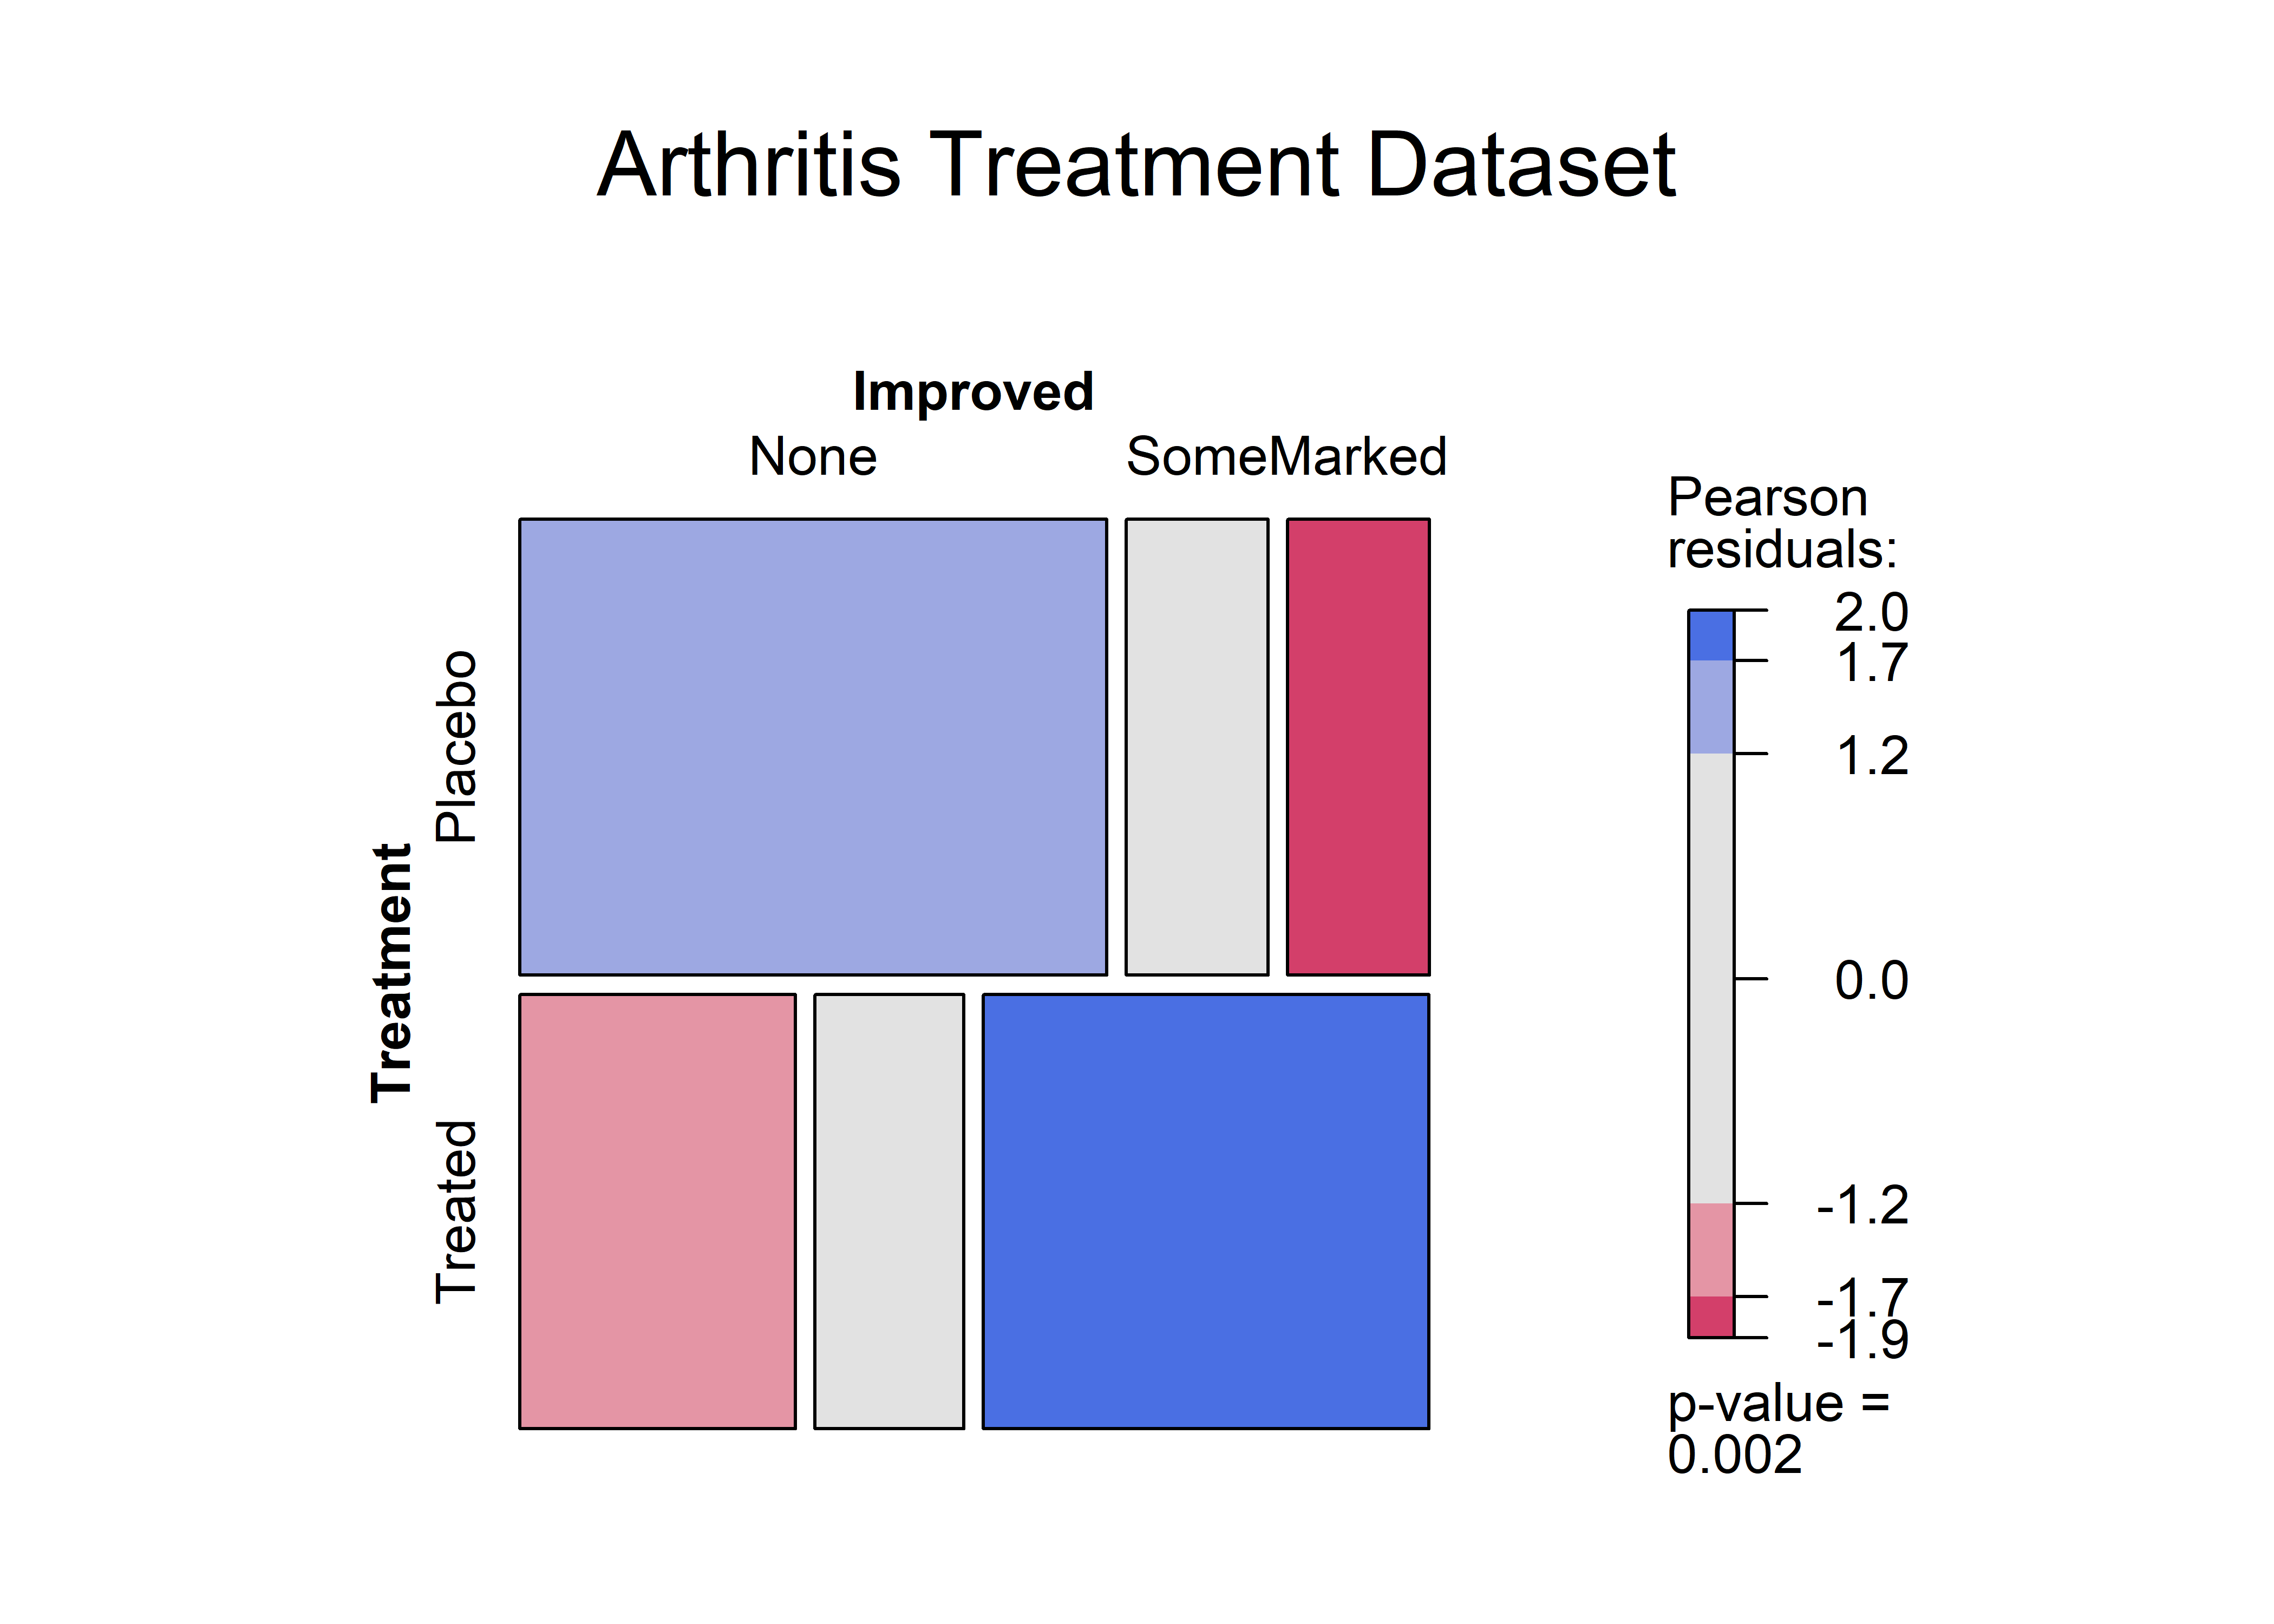 Arthritis Treatment Dataset
Improved
None SomeMarked
Treatment
Placebo
Treated
Pearson
residuals:
2.0
1.7
1.2
0.0
-1.2
-1.7
-1.9
p-value =
0.002